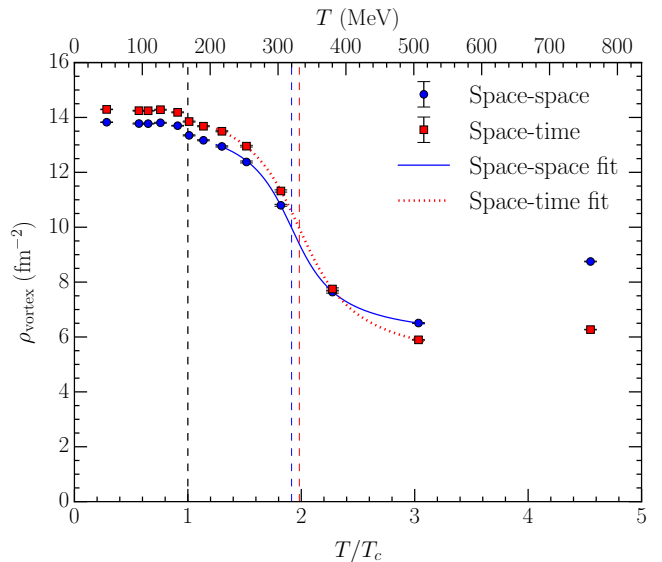 T (MeV)
0 100 200 300 400 500 600 700 800
16
14
12
10
8
6
4
2
0
ρvortex (fm⁻²)
Space-space
Space-time
Space-space fit
Space-time fit
0 1 2 3 4 5
T/Tc